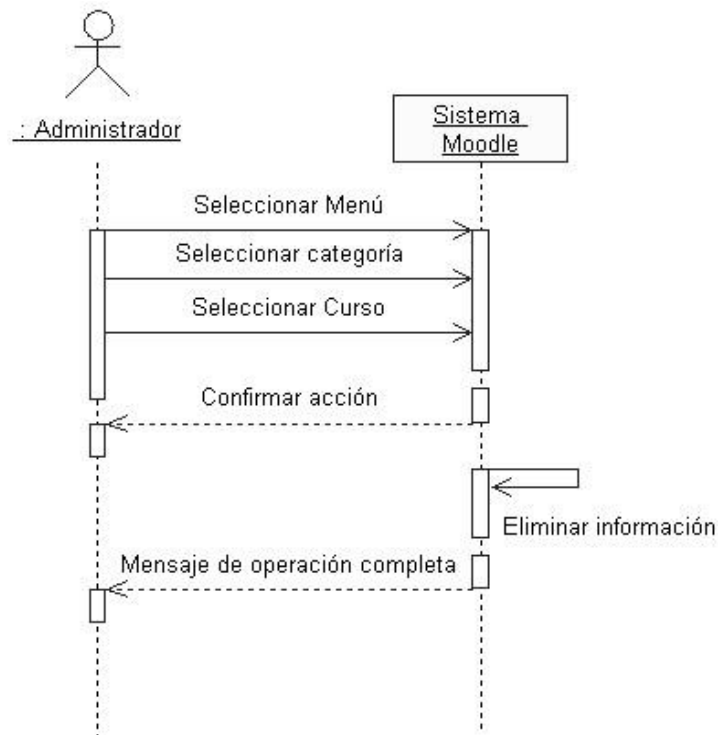 _: Administrador
Sistema
Moodle
Seleccionar Menú
Seleccionar categoría
Seleccionar Curso
Confirmar acción
Eliminar información
Mensaje de operación completa